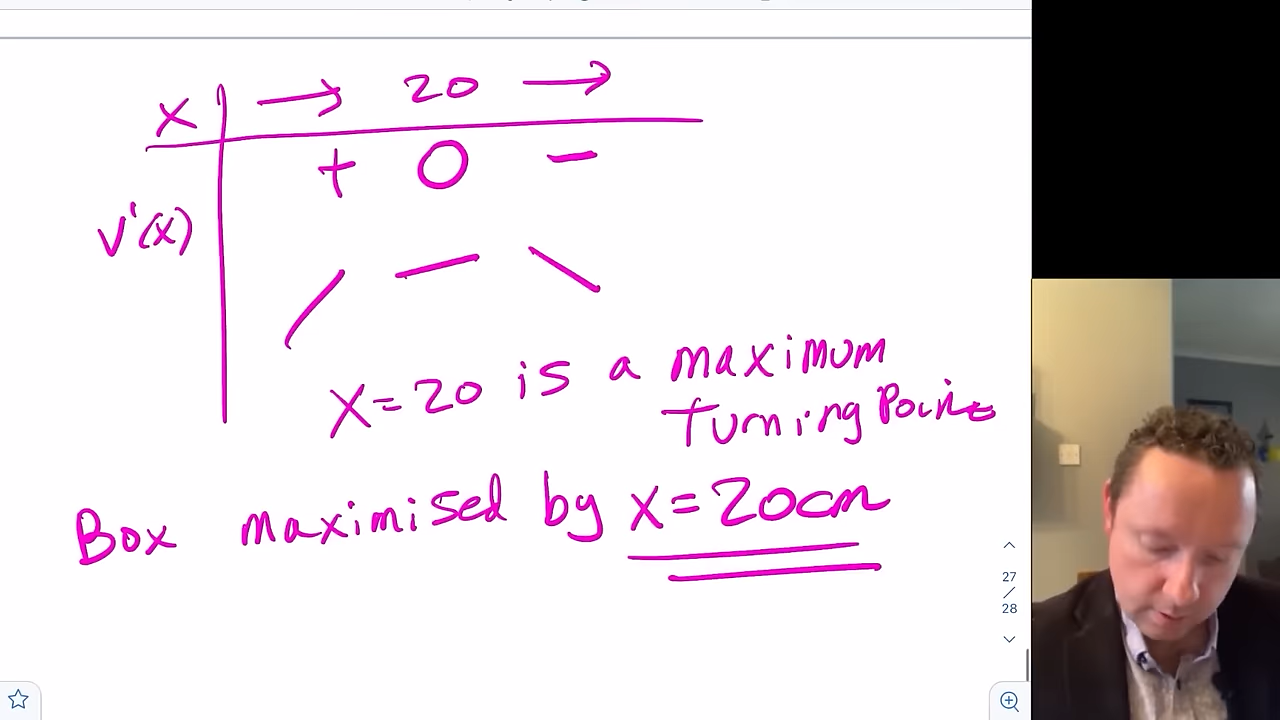 x → 20 →
+ 0 −
V'(x)
x = 20 is a maximum
Turning Point
Box maximised by x = 20cm
27
/
28